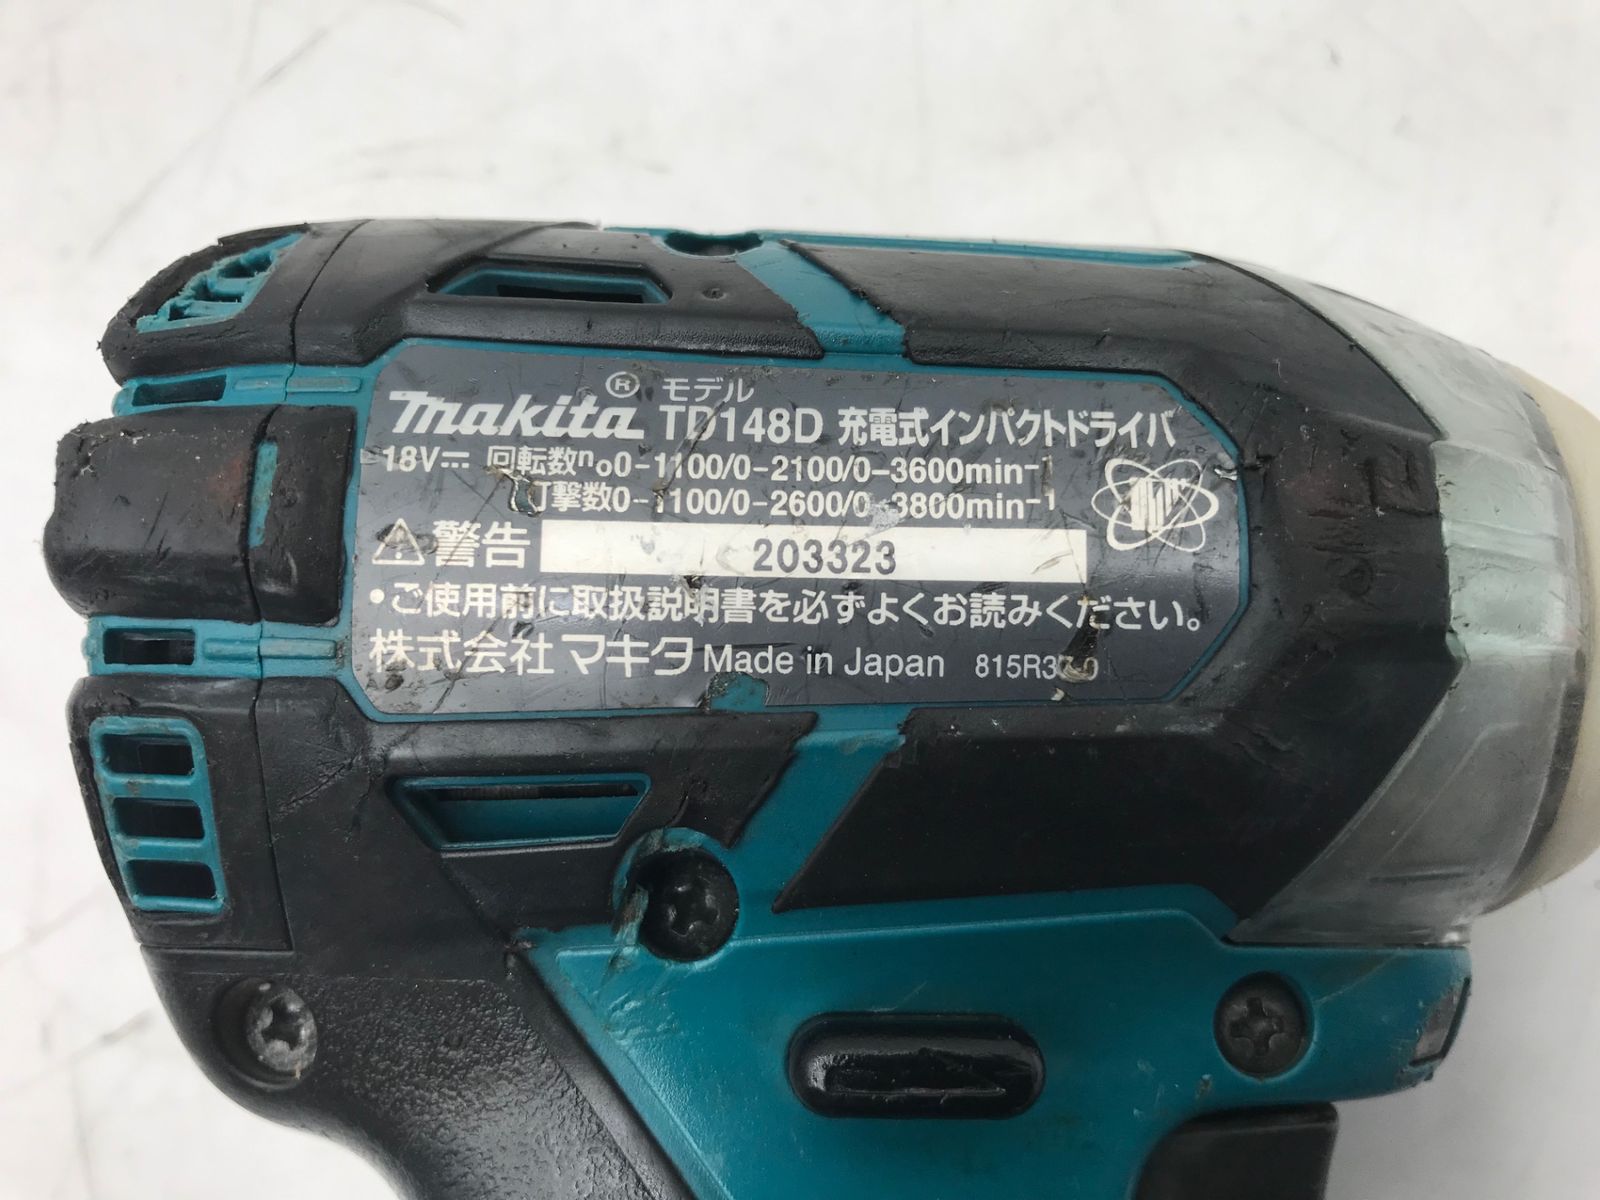 makita® モデル TD148D 充電式インパクトドライバ
18V 回転数no0-1100/0-2100/0-3600min-1
打撃数0-1100/0-2600/0-3800min-1
警告 203323
•ご使用前に取扱説明書を必ずよくお読みください。
株式会社 マキタ Made in Japan